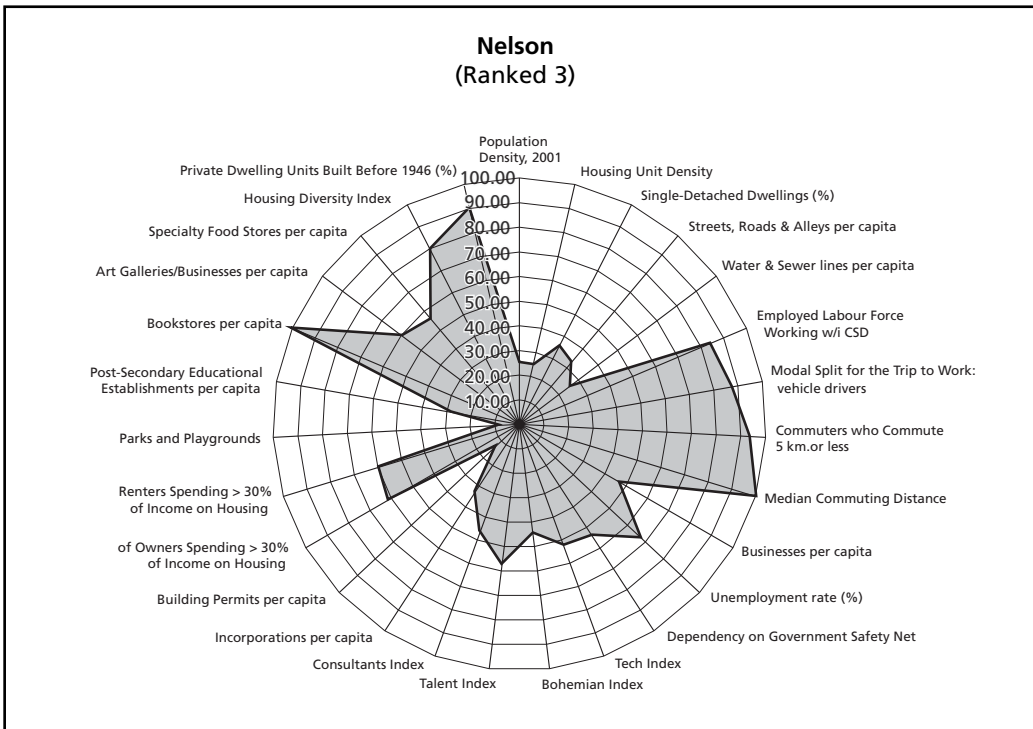 Nelson
(Ranked 3)
Population
Density, 2001
Housing Unit Density
Single-Detached Dwellings (%)
Streets, Roads & Alleys per capita
Water & Sewer lines per capita
Employed Labour Force
Working w/i CSD
Modal Split for the Trip to Work:
vehicle drivers
Commuters who Commute
5 km.or less
Median Commuting Distance
Businesses per capita
Unemployment rate (%)
Dependency on Government Safety Net
Tech Index
Bohemian Index
Talent Index
Consultants Index
Incorporations per capita
Building Permits per capita
of Owners Spending > 30%
of Income on Housing
Renters Spending > 30%
of Income on Housing
Parks and Playgrounds
Post-Secondary Educational
Establishments per capita
Bookstores per capita
Art Galleries/Businesses per capita
Specialty Food Stores per capita
Housing Diversity Index
Private Dwelling Units Built Before 1946 (%)
100.00
90.00
80.00
70.00
60.00
50.00
40.00
30.00
20.00
10.00